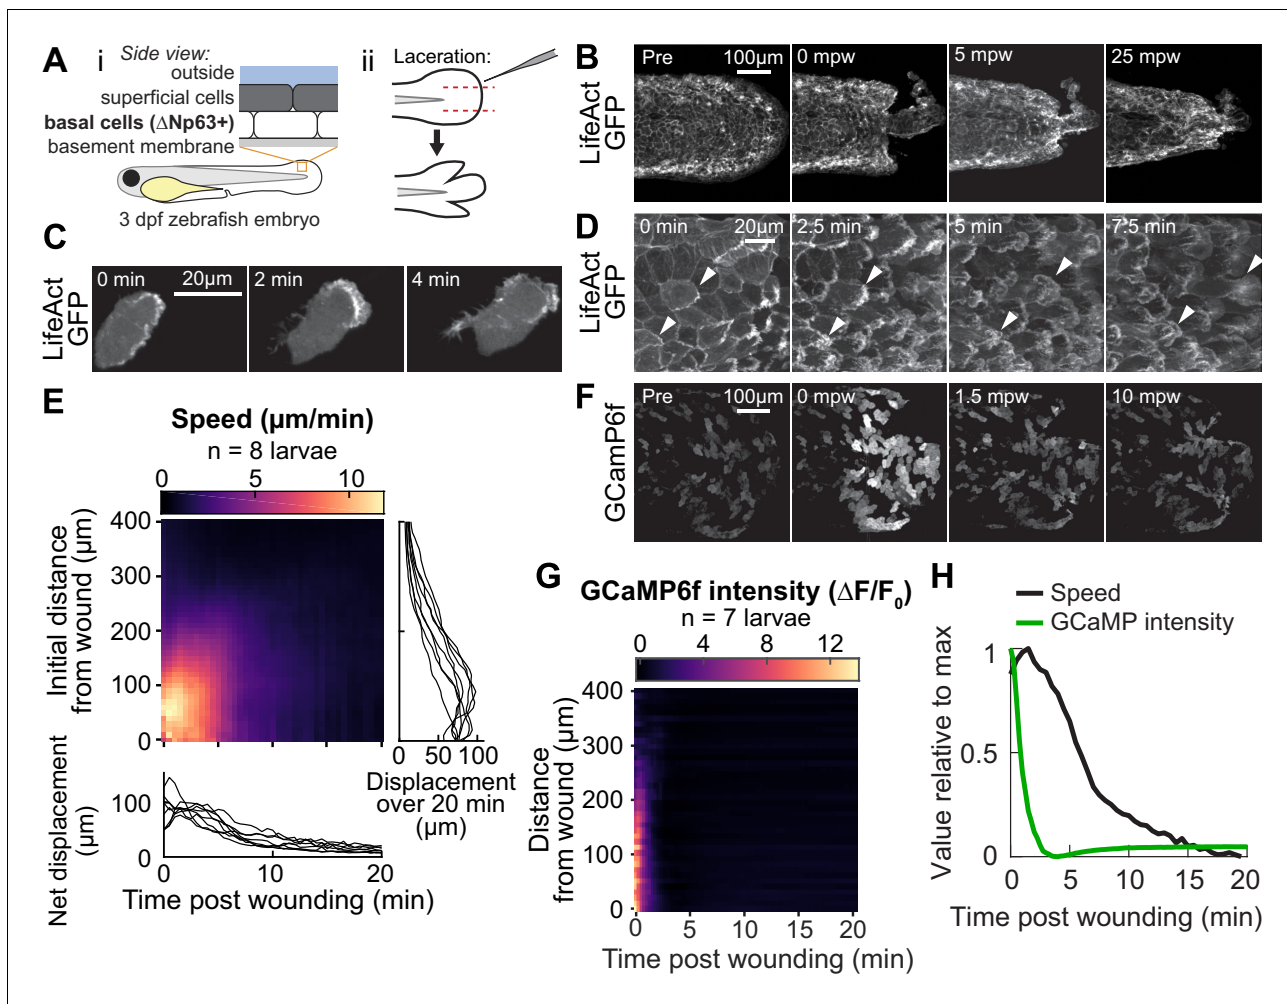 A
i
Side view:
outside
superficial cells
basal cells (ΔNp63+)
basement membrane
3 dpf zebrafish embryo
ii
Laceration:
B
LifeAct
GFP
Pre
100µm
0 mpw
5 mpw
25 mpw
C
LifeAct
GFP
0 min
20µm
2 min
4 min
D
LifeAct
GFP
0 min
20µm
2.5 min
5 min
7.5 min
E
Speed (µm/min)
n = 8 larvae
0 5 10
Initial distance
from wound (µm)
400
300
200
100
0
0 50 100
Displacement
over 20 min
(µm)
Net displacement
(µm)
100
0
0 10 20
Time post wounding (min)
F
GCamP6f
Pre
100µm
0 mpw
1.5 mpw
10 mpw
G
GCaMP6f intensity (ΔF/F0)
n = 7 larvae
0 4 8 12
Distance
from wound (µm)
400
300
200
100
0
0 5 10 15 20
Time post wounding (min)
H
Speed
GCaMP intensity
Value relative to max
1
0.5
0
0 5 10 15 20
Time post wounding (min)